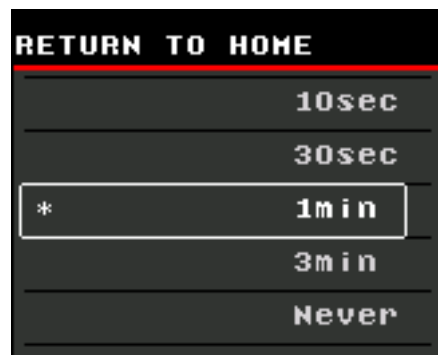 RETURN TO HOME
10sec
30sec
* 1min
3min
Never